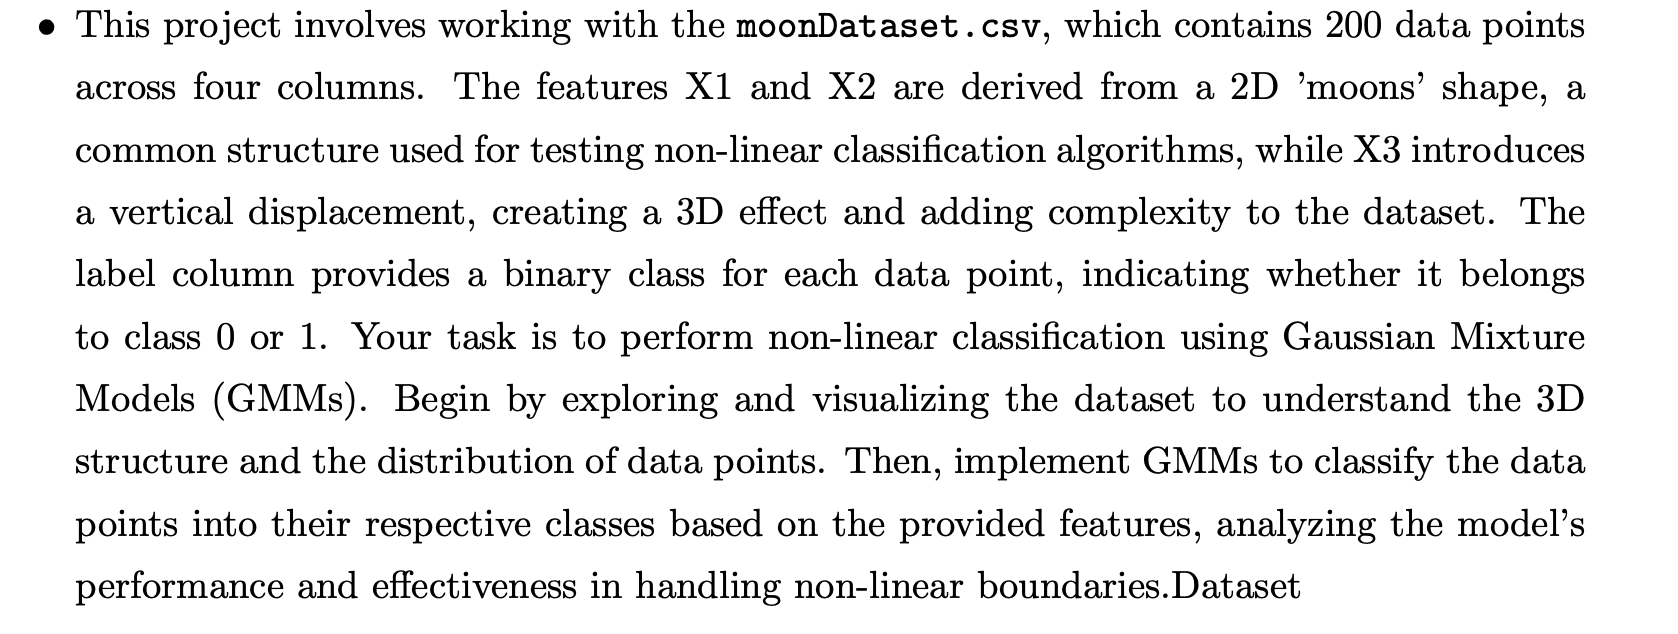 • This project involves working with the moonDataset.csv, which contains 200 data points
across four columns. The features X1 and X2 are derived from a 2D ’moons’ shape, a
common structure used for testing non-linear classification algorithms, while X3 introduces
a vertical displacement, creating a 3D effect and adding complexity to the dataset. The
label column provides a binary class for each data point, indicating whether it belongs
to class 0 or 1. Your task is to perform non-linear classification using Gaussian Mixture
Models (GMMs). Begin by exploring and visualizing the dataset to understand the 3D
structure and the distribution of data points. Then, implement GMMs to classify the data
points into their respective classes based on the provided features, analyzing the model’s
performance and effectiveness in handling non-linear boundaries.Dataset